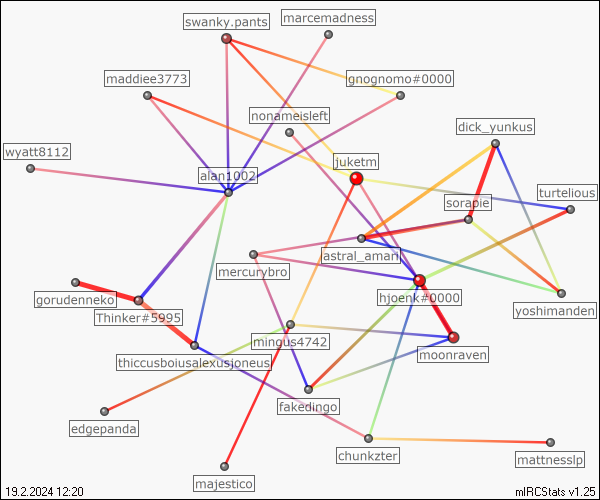 marcemadness
swanky.pants
maddiee3773
gnognomo#0000
nonameisleft
dick_yunkus
wyatt8112
juketm
alan1002
turtelious
sorapie
astral_aman
mercurybro
gorudenneko
hjoenk#0000
yoshimanden
Thinker#5995
mingus4742
moonraven
thiccusboiusalexusjoneus
fakedingo
edgepanda
chunkzter
mattnesslp
majestico
19.2.2024 12:20
mIRCStats v1.25